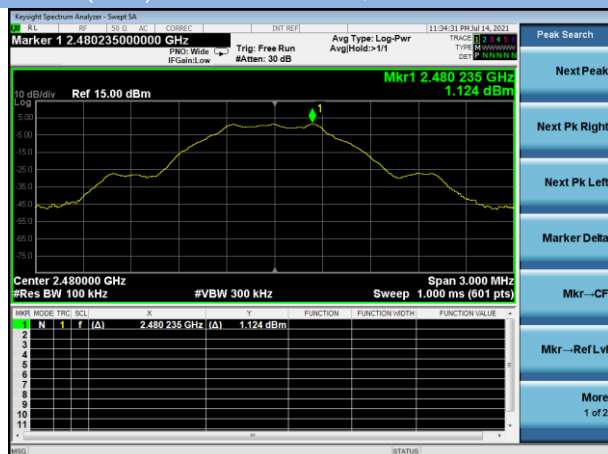 Keysight Spectrum Analyzer - Swept SA
RL RF 50 Ω AC CORREC INT REF 11:34:31 PM Jul 14, 2021
Marker 1 2.480235000000 GHz
PNO: Wide
IFGain:Low
Trig: Free Run
#Atten: 30 dB
Avg Type: Log-Pwr
Avg|Hold:>1/1
TRACE 1 2 3 4 5 6
TYPE M WWWWW
DET P NNNNN
Peak Search
Mkr1 2.480 235 GHz
1.124 dBm
10 dB/div Ref 15.00 dBm
Log
1
5.00
-5.00
-15.0
-25.0
-35.0
-45.0
-55.0
-65.0
-75.0
Center 2.480000 GHz Span 3.000 MHz
#Res BW 100 kHz #VBW 300 kHz Sweep 1.000 ms (601 pts)
MKR MODE TRC SCL X Y FUNCTION FUNCTION WIDTH FUNCTION VALUE
1 N 1 f (Δ) 2.480 235 GHz (Δ) 1.124 dBm
2
3
4
5
6
7
8
9
10
11
MSG STATUS
Next Peak
Next Pk Right
Next Pk Left
Marker Delta
Mkr→CF
Mkr→Ref Lvl
More
1 of 2